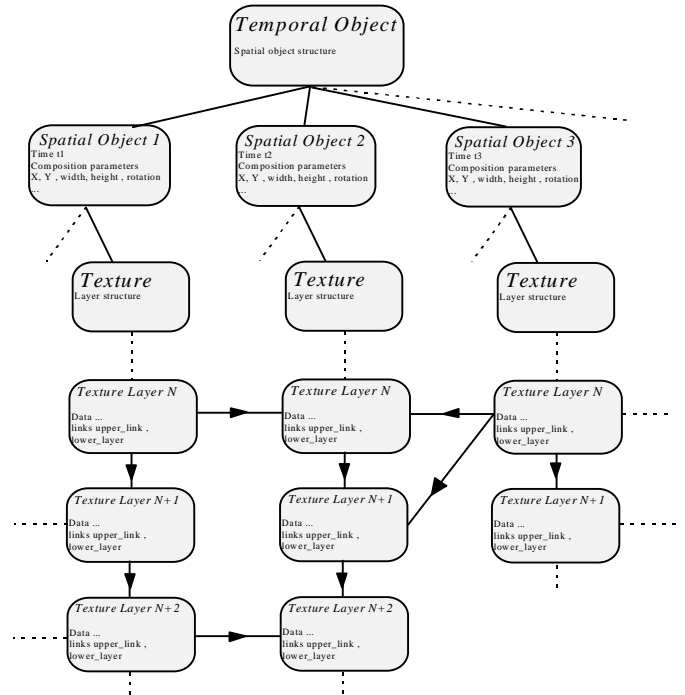 Temporal Object
Spatial object structure
Spatial Object 1
Time t1
Composition parameters
X, Y , width, height , rotation
...
Spatial Object 2
Time t2
Composition parameters
X, Y , width, height , rotation
...
Spatial Object 3
Time t3
Composition parameters
X, Y , width, height , rotation
...
Texture
Layer structure
Texture
Layer structure
Texture
Layer structure
Texture Layer N
Data ...
links upper_link ,
lower_layer
Texture Layer N
Data ...
links upper_link ,
lower_layer
Texture Layer N
Data ...
links upper_link ,
lower_layer
Texture Layer N+1
Data ...
links upper_link ,
lower_layer
Texture Layer N+1
Data ...
links upper_link ,
lower_layer
Texture Layer N+1
Data ...
links upper_link ,
lower_layer
Texture Layer N+2
Data ...
links upper_link ,
lower_layer
Texture Layer N+2
Data ...
links upper_link ,
lower_layer